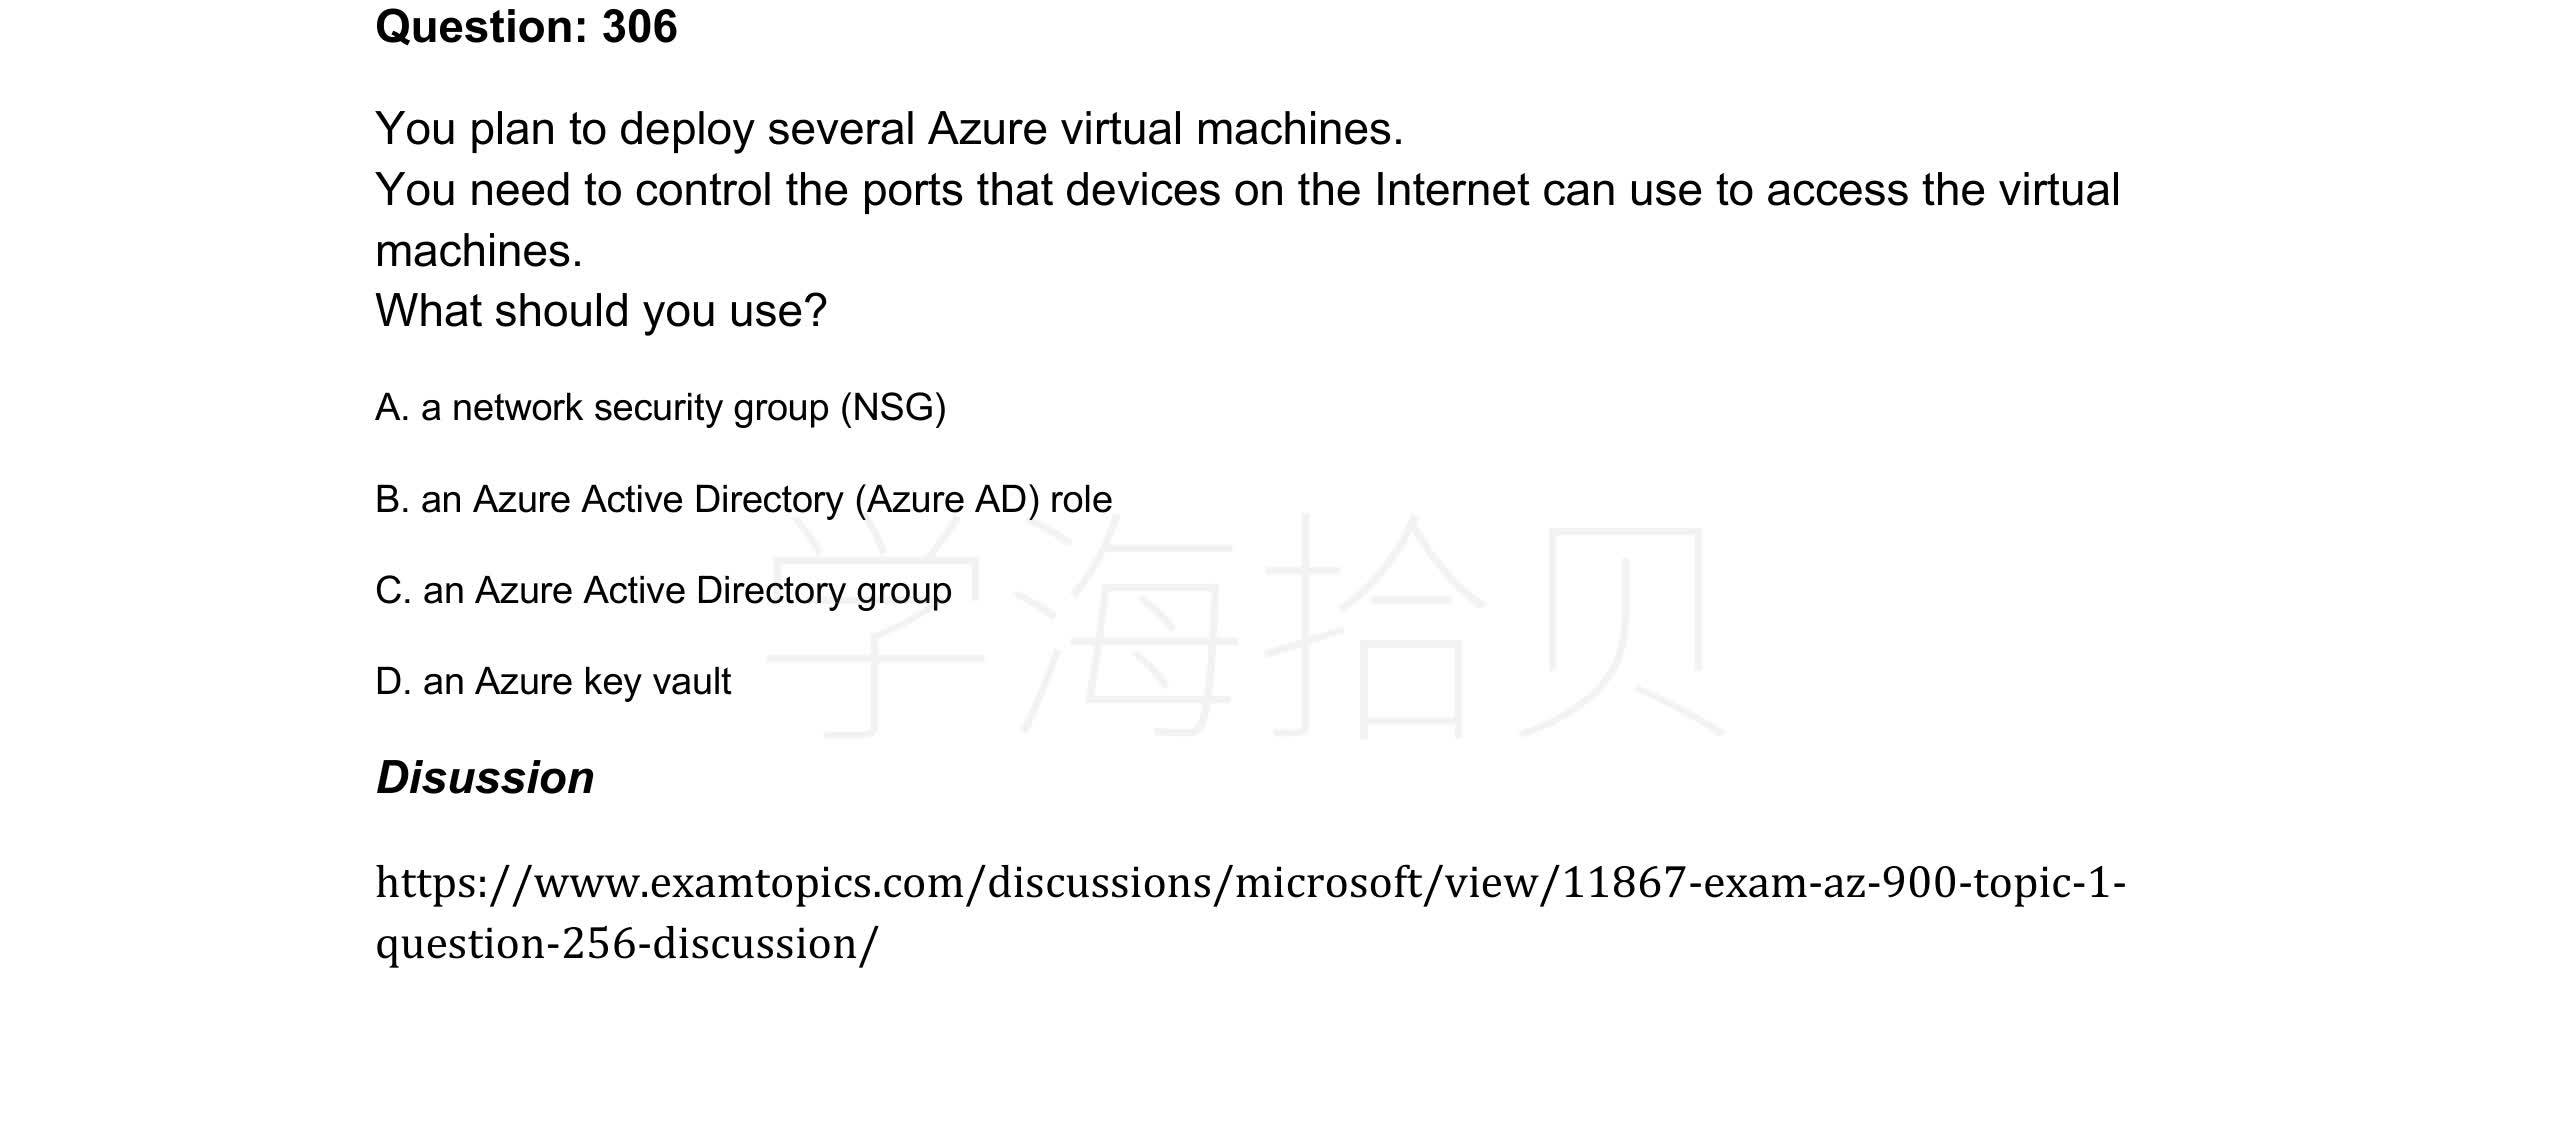 Question: 306
You plan to deploy several Azure virtual machines.
You need to control the ports that devices on the Internet can use to access the virtual
machines.
What should you use?
A. a network security group (NSG)
B. an Azure Active Directory (Azure AD) role
C. an Azure Active Directory group
D. an Azure key vault
学海拾贝
Disussion
https://www.examtopics.com/discussions/microsoft/view/11867-exam-az-900-topic-1-
question-256-discussion/